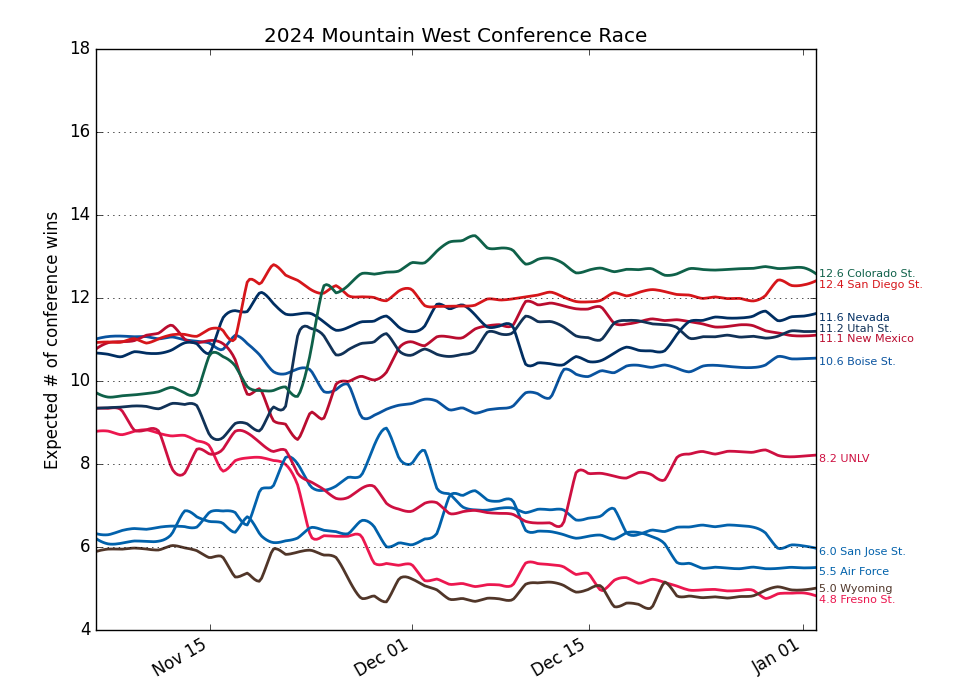 2024 Mountain West Conference Race
Expected # of conference wins
18
16
14
12
10
8
6
4
12.6 Colorado St.
12.4 San Diego St.
11.6 Nevada
11.2 Utah St.
11.1 New Mexico
10.6 Boise St.
8.2 UNLV
6.0 San Jose St.
5.5 Air Force
5.0 Wyoming
4.8 Fresno St.
Nov 15
Dec 01
Dec 15
Jan 01